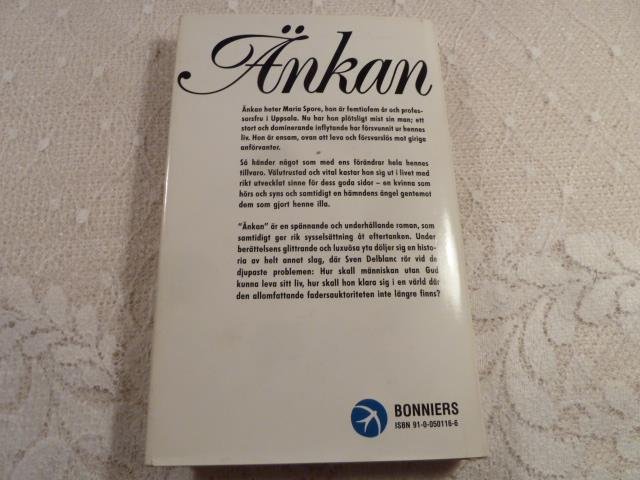 Änkan
Änkan heter Maria Spore, hon är femtiofem år och profes-
sorsfru i Uppsala. Nu har hon plötsligt mist sin man; ett
stort och dominerande inflytande har försvunnit ur hennes
liv. Hon är ensam, ovan att leva och försvarslös mot giriga
anförvanter.
Så händer något som med ens förändrar hela hennes
tillvaro. Välutrustad och vital kastar hon sig ut i livet med
rikt utvecklat sinne för dess goda sidor – en kvinna som
hörs och syns och samtidigt en hämndens ängel gentemot
dem som gjort henne illa.
"Änkan" är en spännande och underhållande roman, som
samtidigt ger rik sysselsättning åt eftertanken. Under
berättelsens glittrande och luxuösa yta döljer sig en histo-
ria av helt annat slag, där Sven Delblanc rör vid de
djupaste problemen: Hur skall människan utan Gud
kunna leva sitt liv, hur skall hon klara sig i en värld där
den allomfattande fadersauktoriteten inte längre finns?
BONNIERS
ISBN 91-0-050116-6